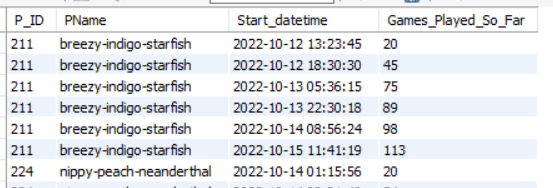 P_ID PName Start_datetime Games_Played_So_Far
211 breezy-indigo-starfish 2022-10-12 13:23:45 20
211 breezy-indigo-starfish 2022-10-12 18:30:30 45
211 breezy-indigo-starfish 2022-10-13 05:36:15 75
211 breezy-indigo-starfish 2022-10-13 22:30:18 89
211 breezy-indigo-starfish 2022-10-14 08:56:24 98
211 breezy-indigo-starfish 2022-10-15 11:41:19 113
224 nippy-peach-neanderthal 2022-10-14 01:15:56 20